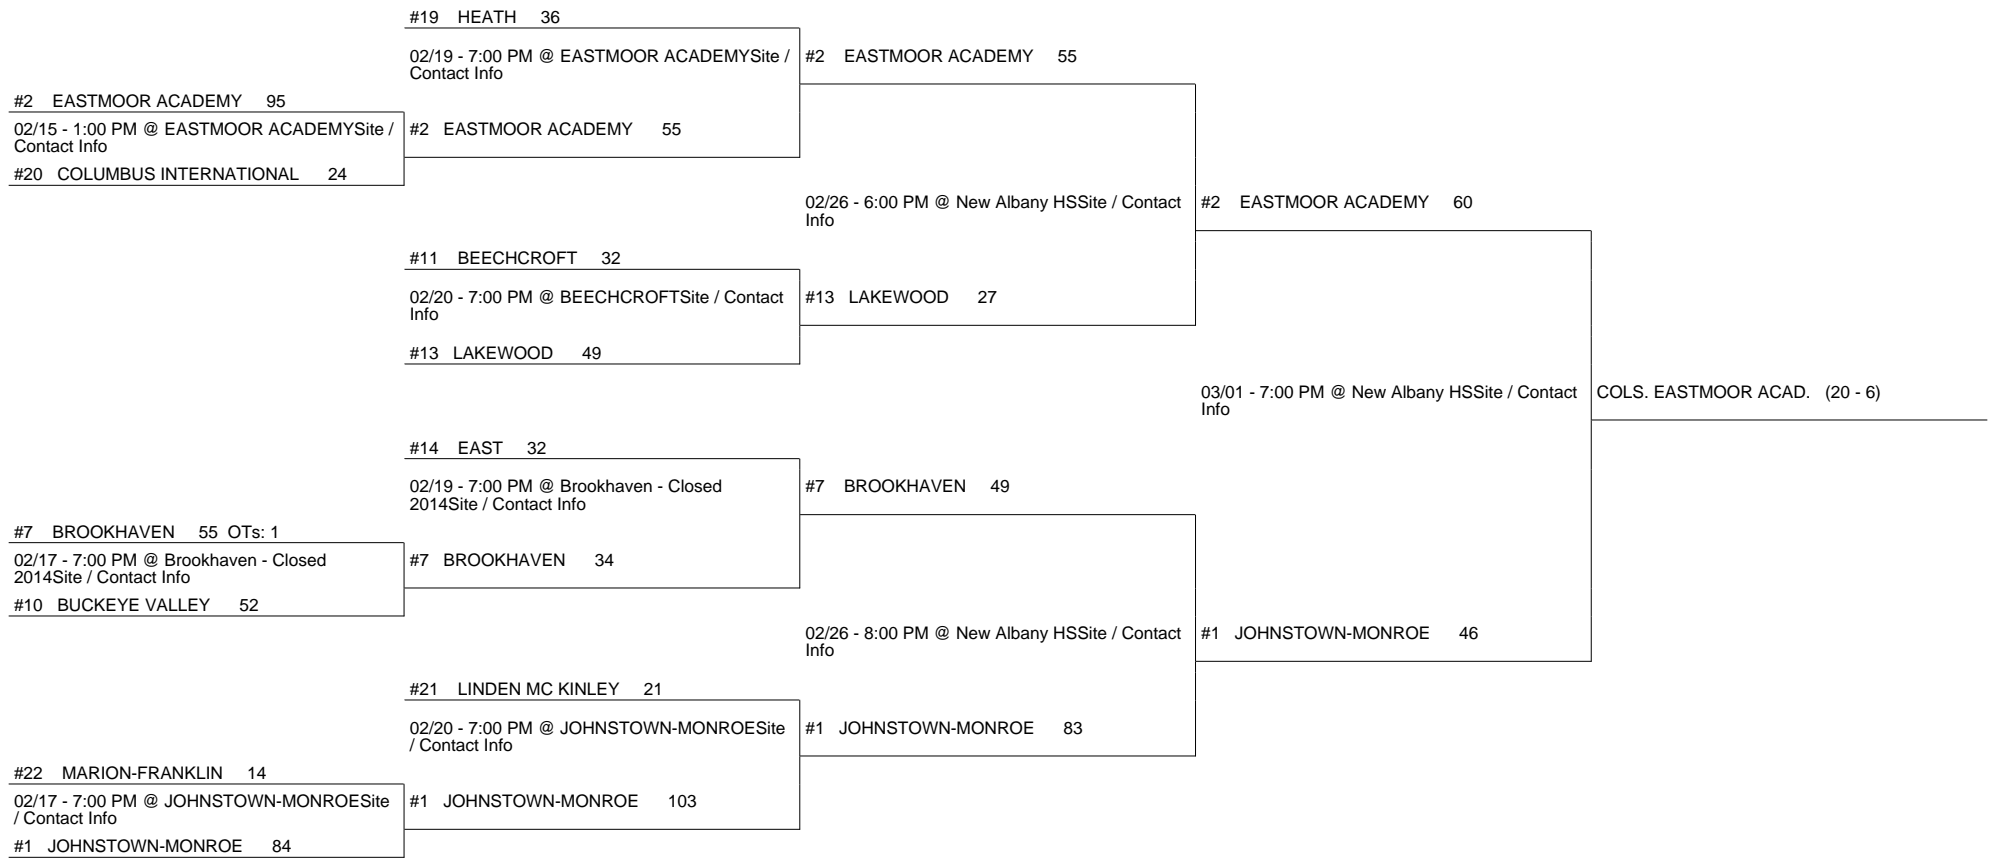 #19 HEATH 36
02/19 - 7:00 PM @ EASTMOOR ACADEMYSite /
Contact Info
#2 EASTMOOR ACADEMY 55
#2 EASTMOOR ACADEMY 95
02/15 - 1:00 PM @ EASTMOOR ACADEMYSite /
Contact Info
#2 EASTMOOR ACADEMY 55
#20 COLUMBUS INTERNATIONAL 24
02/26 - 6:00 PM @ New Albany HSSite / Contact
Info
#2 EASTMOOR ACADEMY 60
#11 BEECHCROFT 32
02/20 - 7:00 PM @ BEECHCROFTSite / Contact
Info
#13 LAKEWOOD 27
#13 LAKEWOOD 49
03/01 - 7:00 PM @ New Albany HSSite / Contact
Info
COLS. EASTMOOR ACAD. (20 - 6)
#14 EAST 32
02/19 - 7:00 PM @ Brookhaven - Closed
2014Site / Contact Info
#7 BROOKHAVEN 49
#7 BROOKHAVEN 55 OTs: 1
02/17 - 7:00 PM @ Brookhaven - Closed
2014Site / Contact Info
#7 BROOKHAVEN 34
#10 BUCKEYE VALLEY 52
02/26 - 8:00 PM @ New Albany HSSite / Contact
Info
#1 JOHNSTOWN-MONROE 46
#21 LINDEN MC KINLEY 21
02/20 - 7:00 PM @ JOHNSTOWN-MONROESite
/ Contact Info
#1 JOHNSTOWN-MONROE 83
#22 MARION-FRANKLIN 14
02/17 - 7:00 PM @ JOHNSTOWN-MONROESite
/ Contact Info
#1 JOHNSTOWN-MONROE 103
#1 JOHNSTOWN-MONROE 84